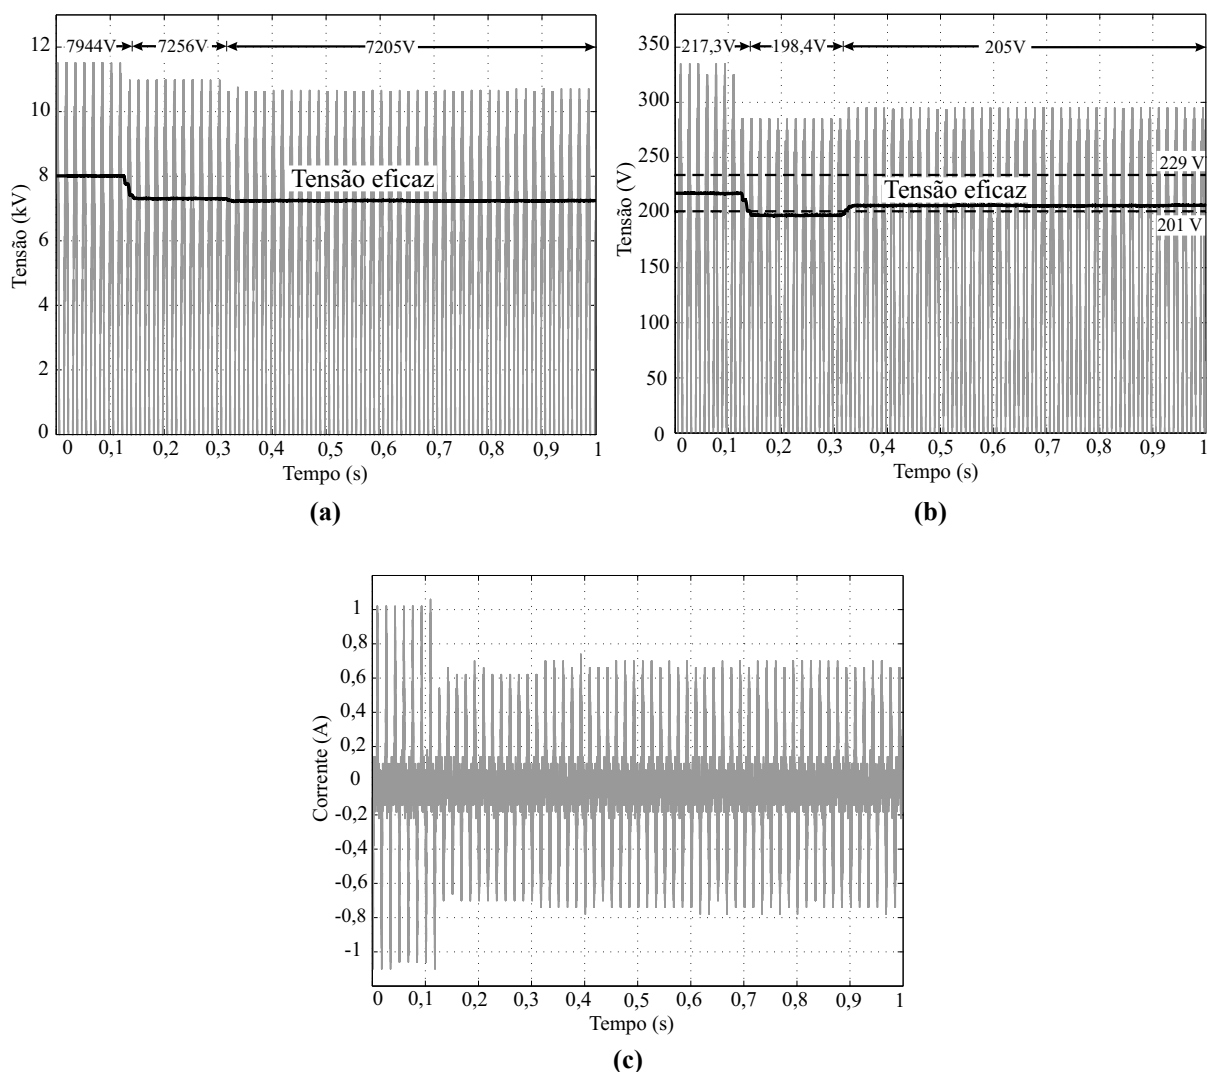 12
10
8
6
4
2
0
Tensão (kV)
7944V
7256V
7205V
Tensão eficaz
0 0,1 0,2 0,3 0,4 0,5 0,6 0,7 0,8 0,9 1
Tempo (s)
(a)
350
300
250
200
150
100
50
0
Tensão (V)
217,3V
198,4V
205V
229 V
Tensão eficaz
201 V
0 0,1 0,2 0,3 0,4 0,5 0,6 0,7 0,8 0,9 1
Tempo (s)
(b)
1
0,8
0,6
0,4
0,2
0
-0,2
-0,4
-0,6
-0,8
-1
Corrente (A)
0 0,1 0,2 0,3 0,4 0,5 0,6 0,7 0,8 0,9 1
Tempo (s)
(c)